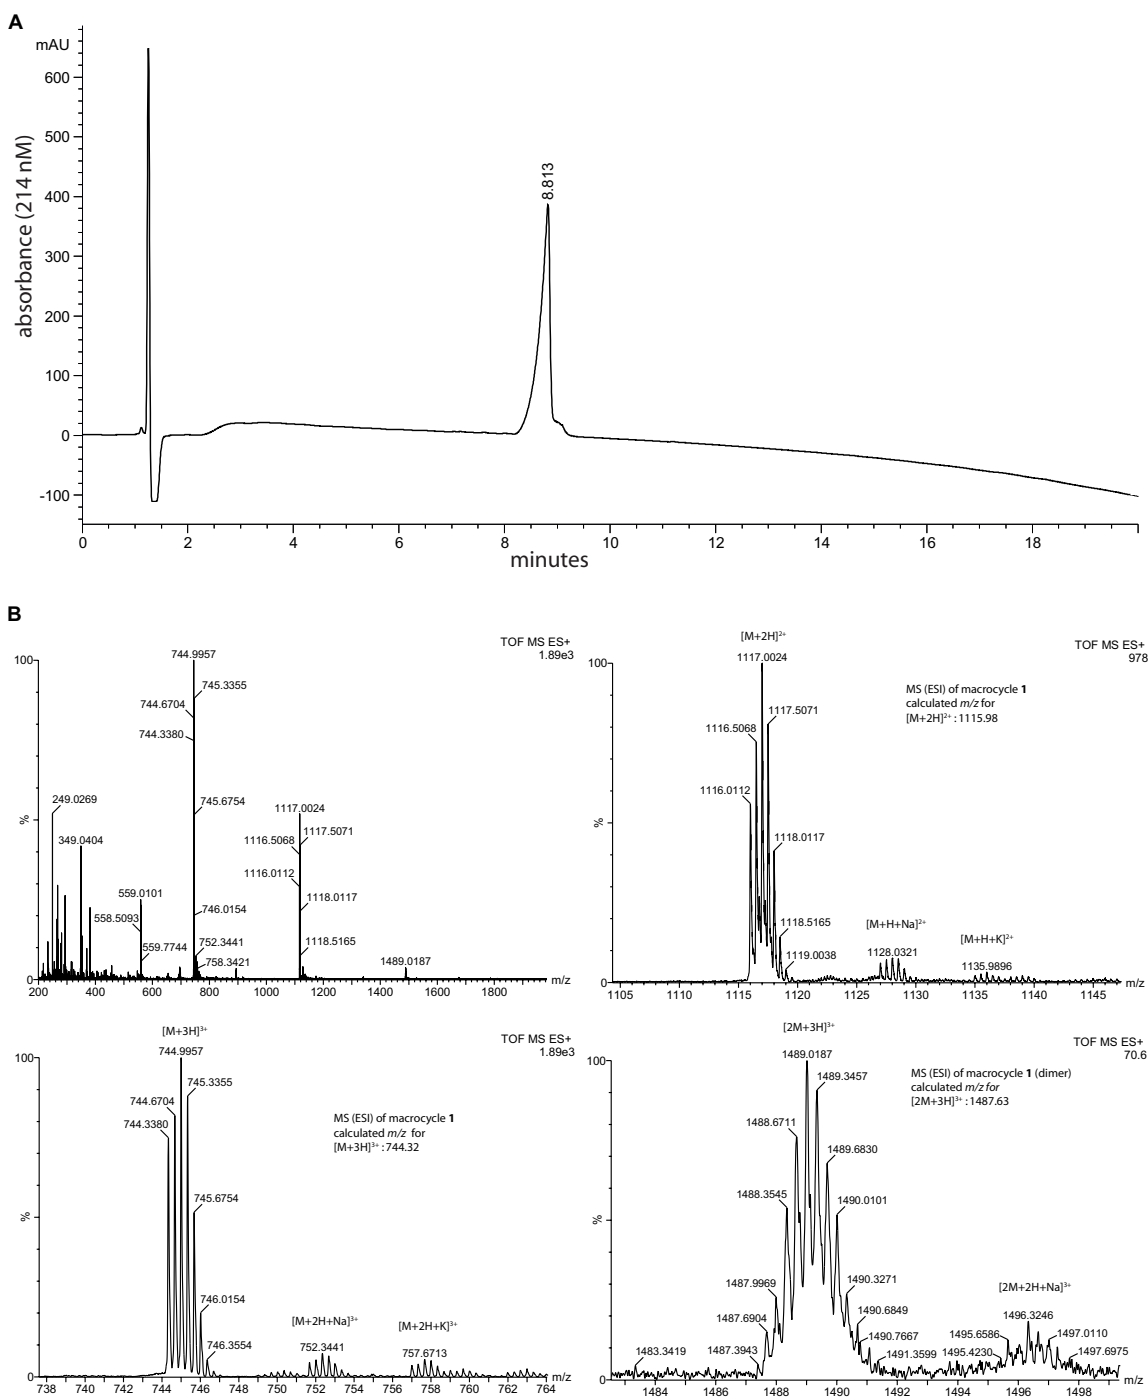 A
mAU
600
500
400
300
200
100
0
-100
absorbance (214 nM)
8.813
0 2 4 6 8 10 12 14 16 18
minutes
B
TOF MS ES+
1.89e3
100
%
0
744.9957
745.3355
744.6704
744.3380
249.0269
745.6754
1117.0024
1117.5071
349.0404
1116.5068
559.0101
1116.0112
558.5093
1118.0117
746.0154
559.7744
752.3441
1118.5165
758.3421
1489.0187
200 400 600 800 1000 1200 1400 1600 1800 m/z
[M+2H]²⁺
TOF MS ES+
978
100
%
0
1117.0024
MS (ESI) of macrocycle 1
calculated m/z for
[M+2H]²⁺ : 1115.98
1117.5071
1116.5068
1116.0112
1118.0117
1118.5165
1119.0038
[M+H+Na]²⁺
1128.0321
[M+H+K]²⁺
1135.9896
1105 1110 1115 1120 1125 1130 1135 1140 1145 m/z
[M+3H]³⁺
TOF MS ES+
1.89e3
100
%
0
744.9957
745.3355
744.6704
744.3380
MS (ESI) of macrocycle 1
calculated m/z for
[M+3H]³⁺ : 744.32
745.6754
746.0154
746.3554
[M+2H+Na]³⁺
752.3441
[M+2H+K]³⁺
757.6713
738 740 742 744 746 748 750 752 754 756 758 760 762 764 m/z
[2M+3H]³⁺
TOF MS ES+
70.6
100
%
0
1489.0187
MS (ESI) of macrocycle 1 (dimer)
calculated m/z for
[2M+3H]³⁺ : 1487.63
1489.3457
1488.6711
1489.6830
1488.3545
1490.0101
1487.9969
1490.3271
1487.6904
1490.6849
1490.7667
1483.3419
1487.3943
1491.3599
[2M+2H+Na]³⁺
1496.3246
1495.6586
1497.0110
1495.4230
1497.6975
1484 1486 1488 1490 1492 1494 1496 1498 m/z